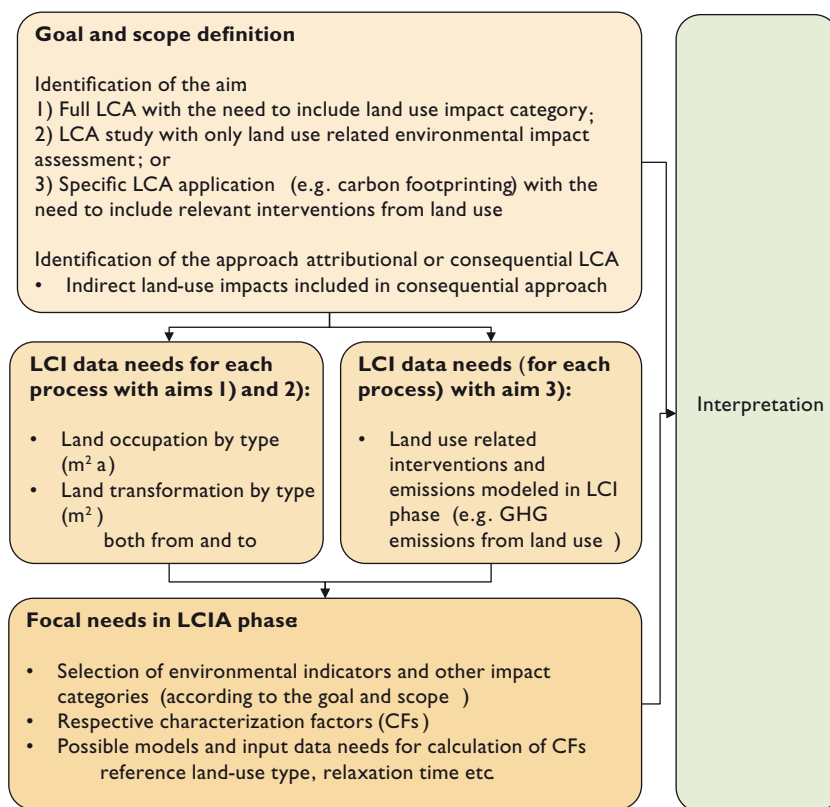 Goal and scope definition
Identification of the aim
1) Full LCA with the need to include land use impact category;
2) LCA study with only land use related environmental impact
assessment; or
3) Specific LCA application (e.g. carbon footprinting) with the
need to include relevant interventions from land use
Identification of the approach attributional or consequential LCA
• Indirect land-use impacts included in consequential approach
LCI data needs for each
process with aims 1) and 2):
• Land occupation by type
(m² a)
• Land transformation by type
(m²)
both from and to
LCI data needs (for each
process) with aim 3):
• Land use related
interventions and
emissions modeled in LCI
phase (e.g. GHG
emissions from land use )
Focal needs in LCIA phase:
• Selection of environmental indicators and other impact
categories (according to the goal and scope )
• Respective characterization factors (CFs)
• Possible models and input data needs for calculation of CFs
reference land-use type, relaxation time etc.
Interpretation